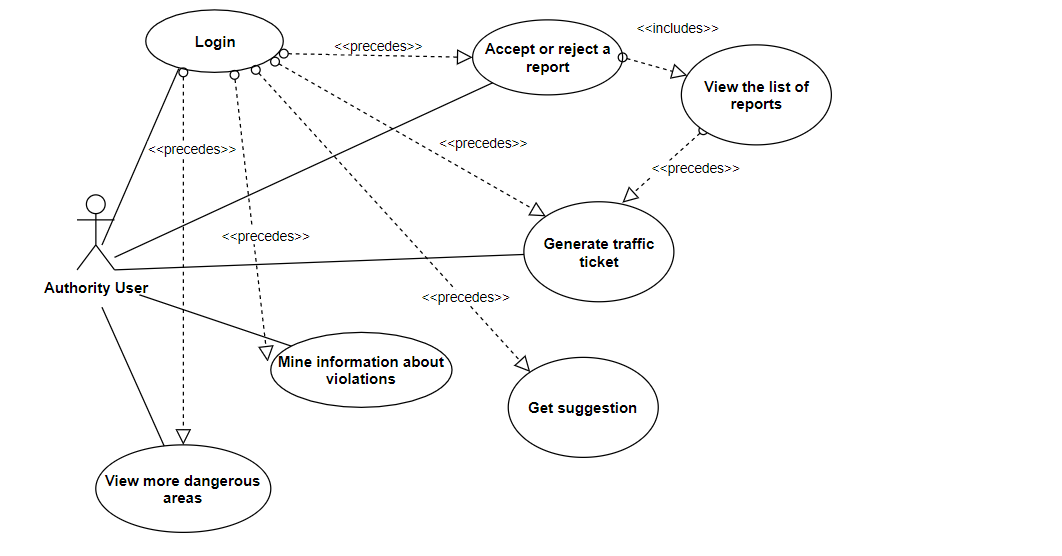 Login
<<precedes>>
Accept or reject a
report
<<includes>>
View the list of
reports
<<precedes>>
<<precedes>>
<<precedes>>
<<precedes>>
Generate traffic
ticket
Authority User
<<precedes>>
Mine information about
violations
Get suggestion
View more dangerous
areas